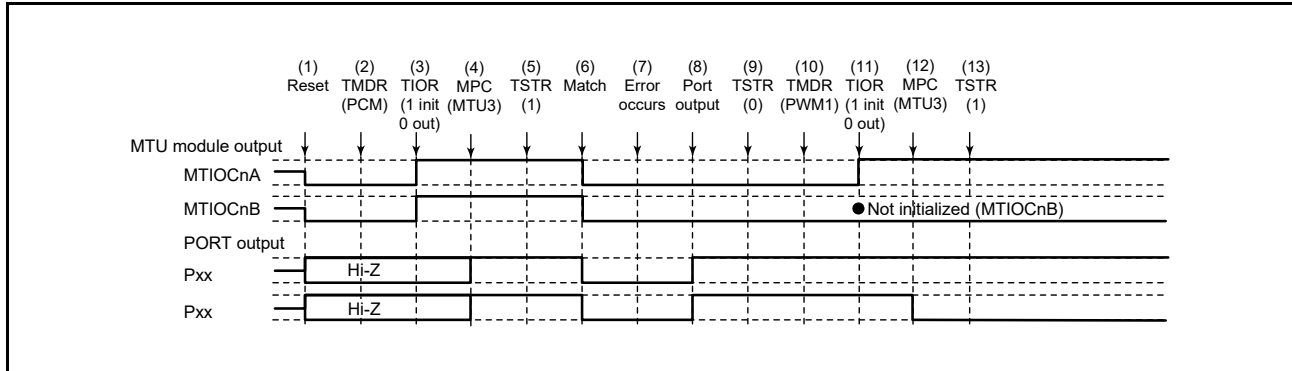 (1) (2) (3) (4) (5) (6) (7) (8) (9) (10) (11) (12) (13)
Reset TMDR TIOR MPC TSTR Match Error Port TSTR TMDR TIOR MPC TSTR
(PCM) (1 init (MTU3) (1) occurs output (0) (PWM1) (1 init (MTU3) (1)
0 out) 0 out)
MTU module output
MTIOCnA
MTIOCnB Not initialized (MTIOCnB)
PORT output
Pxx Hi-Z
Pxx Hi-Z